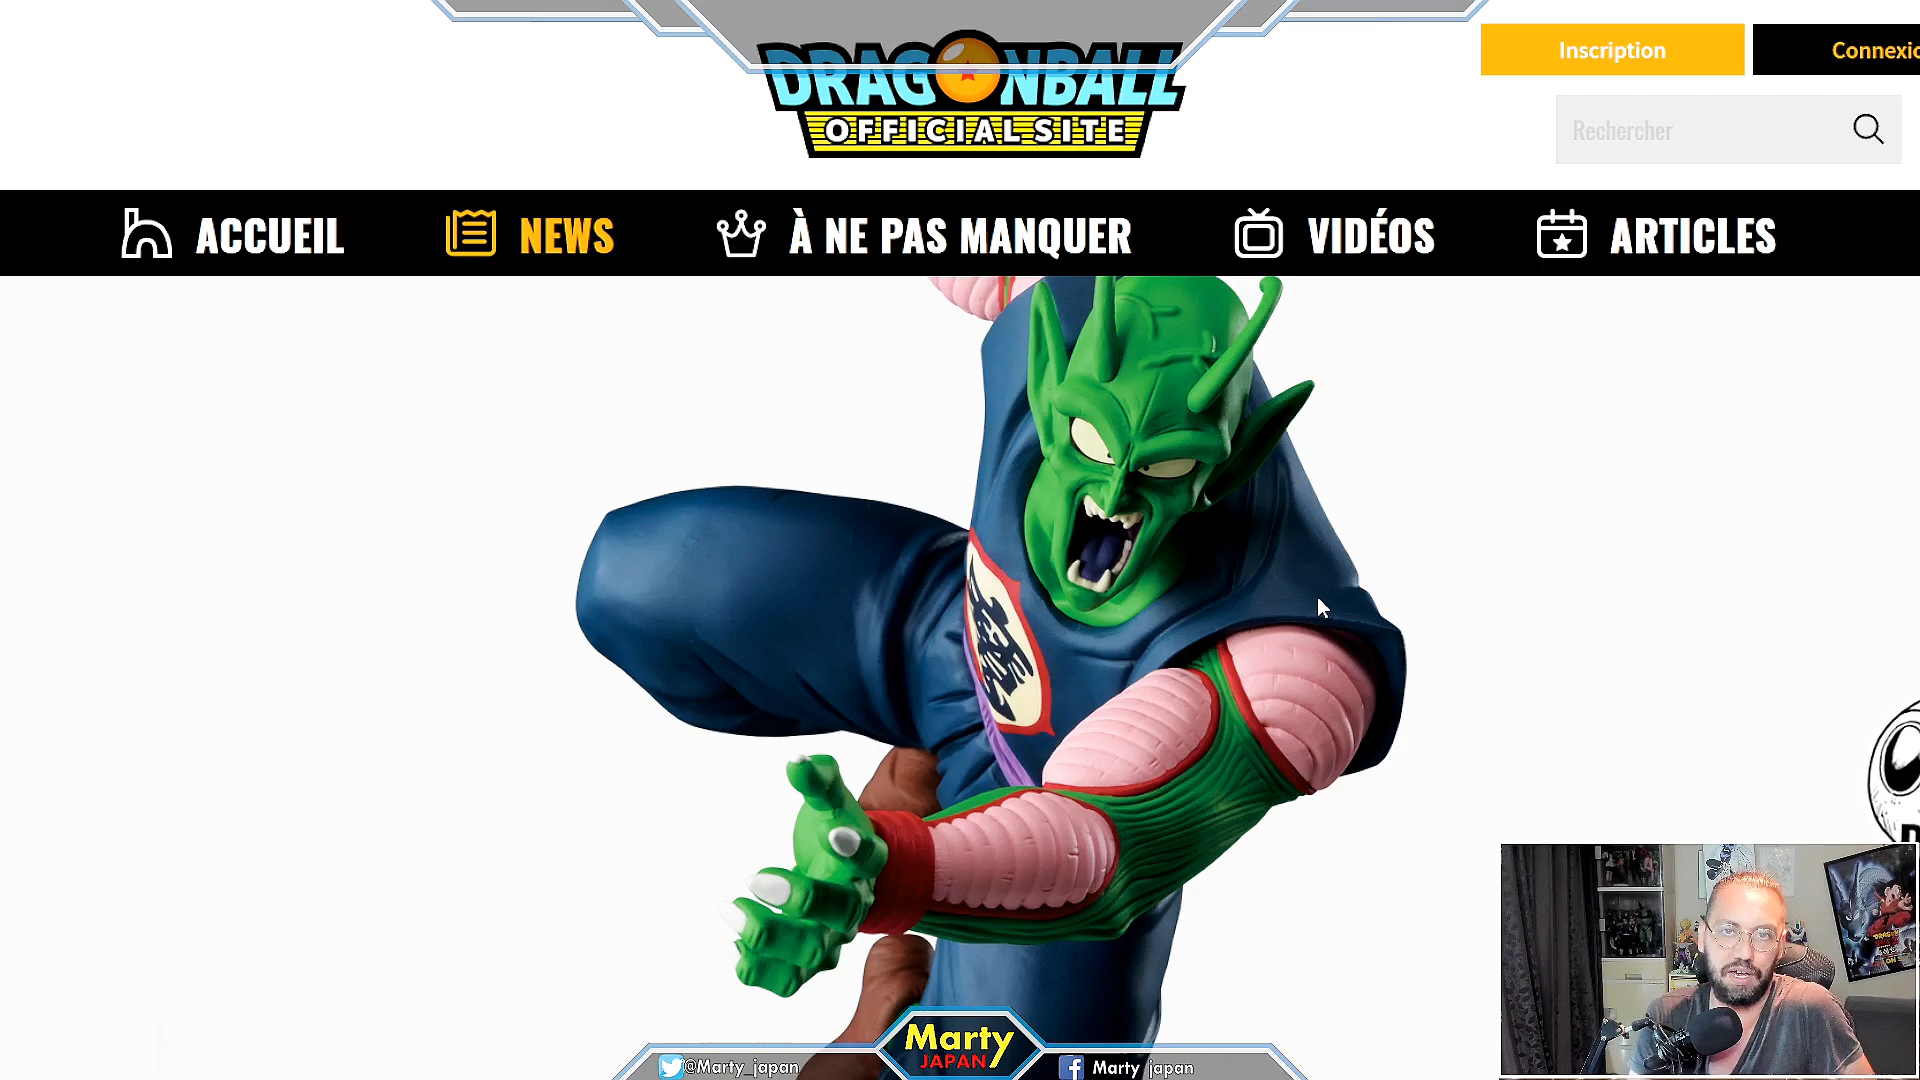 DRAGONBALL
OFFICIAL SITE
Inscription
Connexio
Rechercher
ACCUEIL
NEWS
À NE PAS MANQUER
VIDÉOS
ARTICLES
Marty
JAPAN
@Marty_japan
Marty japan